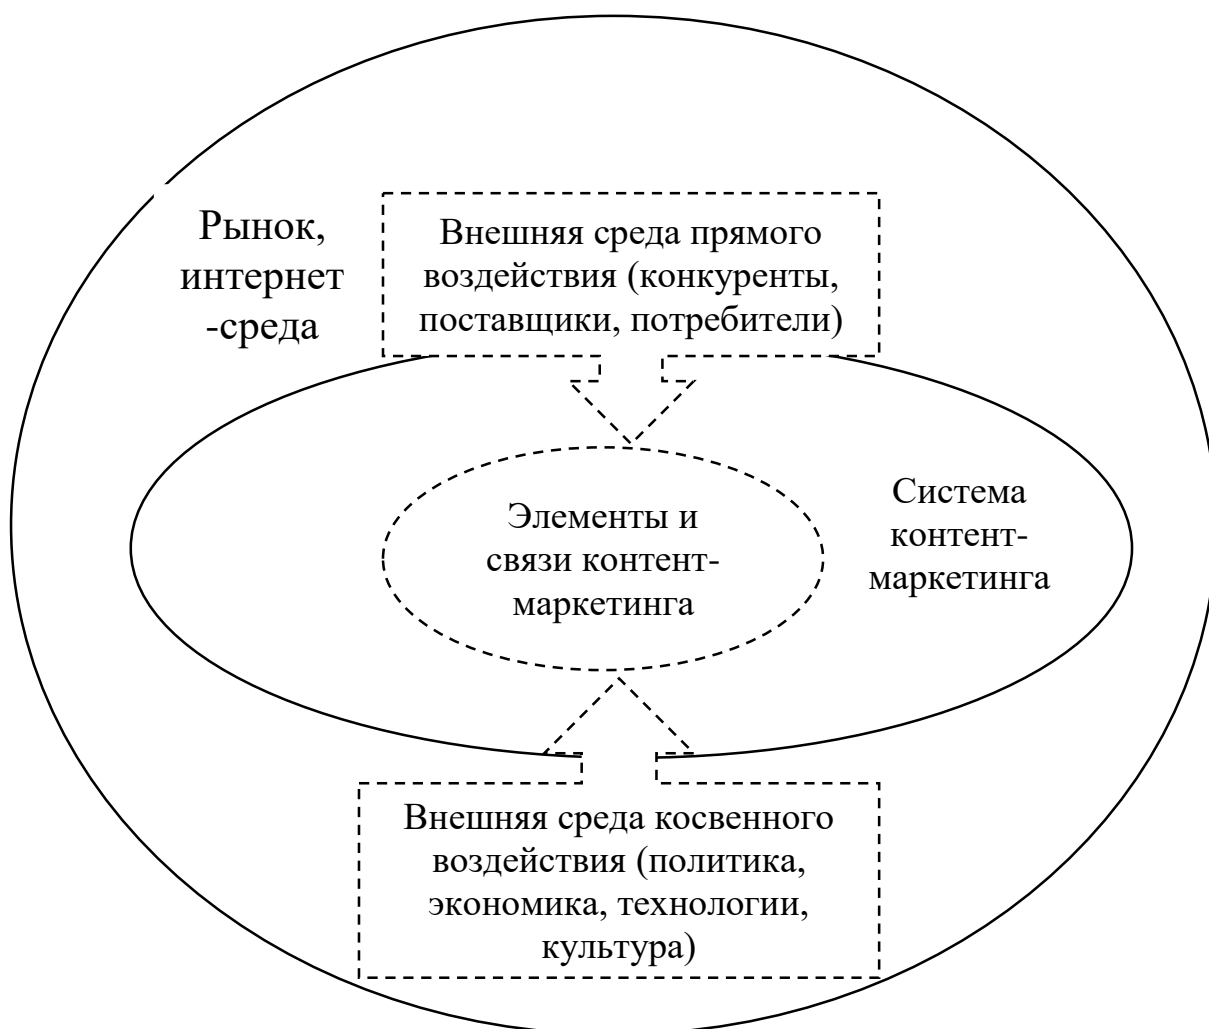 Рынок,
интернет
-среда
Внешняя среда прямого
воздействия (конкуренты,
поставщики, потребители)
Элементы и
связи контент-
маркетинга
Система
контент-
маркетинга
Внешняя среда косвенного
воздействия (политика,
экономика, технологии,
культура)